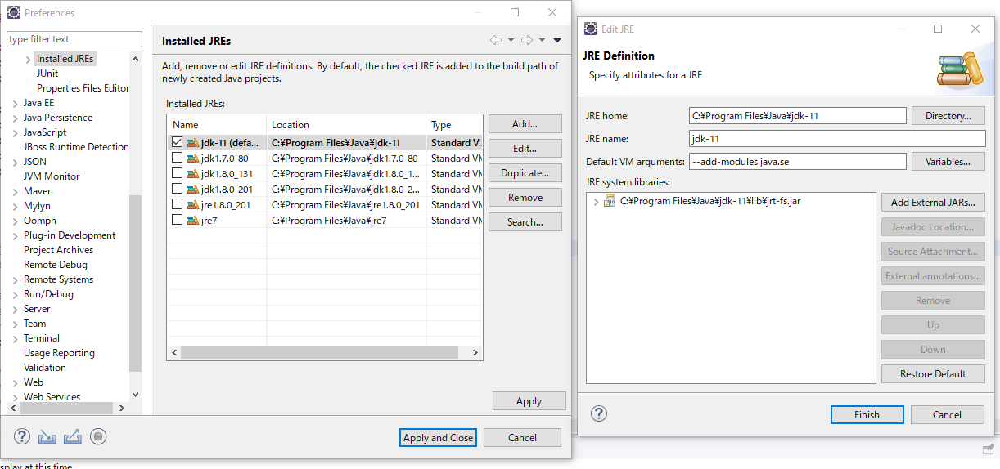 Preferences
type filter text
Installed JREs
JUnit
Properties Files Editor
Java EE
Java Persistence
JavaScript
JBoss Runtime Detection
JSON
JVM Monitor
Maven
Mylyn
Oomph
Plug-in Development
Project Archives
Remote Debug
Remote Systems
Run/Debug
Server
Team
Terminal
Usage Reporting
Validation
Web
Web Services
Installed JREs
Add, remove or edit JRE definitions. By default, the checked JRE is added to the build path of
newly created Java projects.
Installed JREs:
Name Location Type
jdk-11 (defa... C:¥Program Files¥Java¥jdk-11 Standard V...
jdk1.7.0_80 C:¥Program Files¥Java¥jdk1.7.0_80 Standard VM
jdk1.8.0_131 C:¥Program Files¥Java¥jdk1.8.0_1... Standard VM
jdk1.8.0_201 C:¥Program Files¥Java¥jdk1.8.0_2... Standard VM
jre1.8.0_201 C:¥Program Files¥Java¥jre1.8.0_201 Standard VM
jre7 C:¥Program Files¥Java¥jre7 Standard VM
Add...
Edit...
Duplicate...
Remove
Search...
Apply
Apply and Close
Cancel
Edit JRE
JRE Definition
Specify attributes for a JRE
JRE home: C:¥Program Files¥Java¥jdk-11 Directory...
JRE name: jdk-11
Default VM arguments: --add-modules java.se Variables...
JRE system libraries:
C:¥Program Files¥Java¥jdk-11¥lib¥jrt-fs.jar
Add External JARs...
Javadoc Location...
Source Attachment...
External annotations...
Remove
Up
Down
Restore Default
Finish
Cancel
splay at this time.